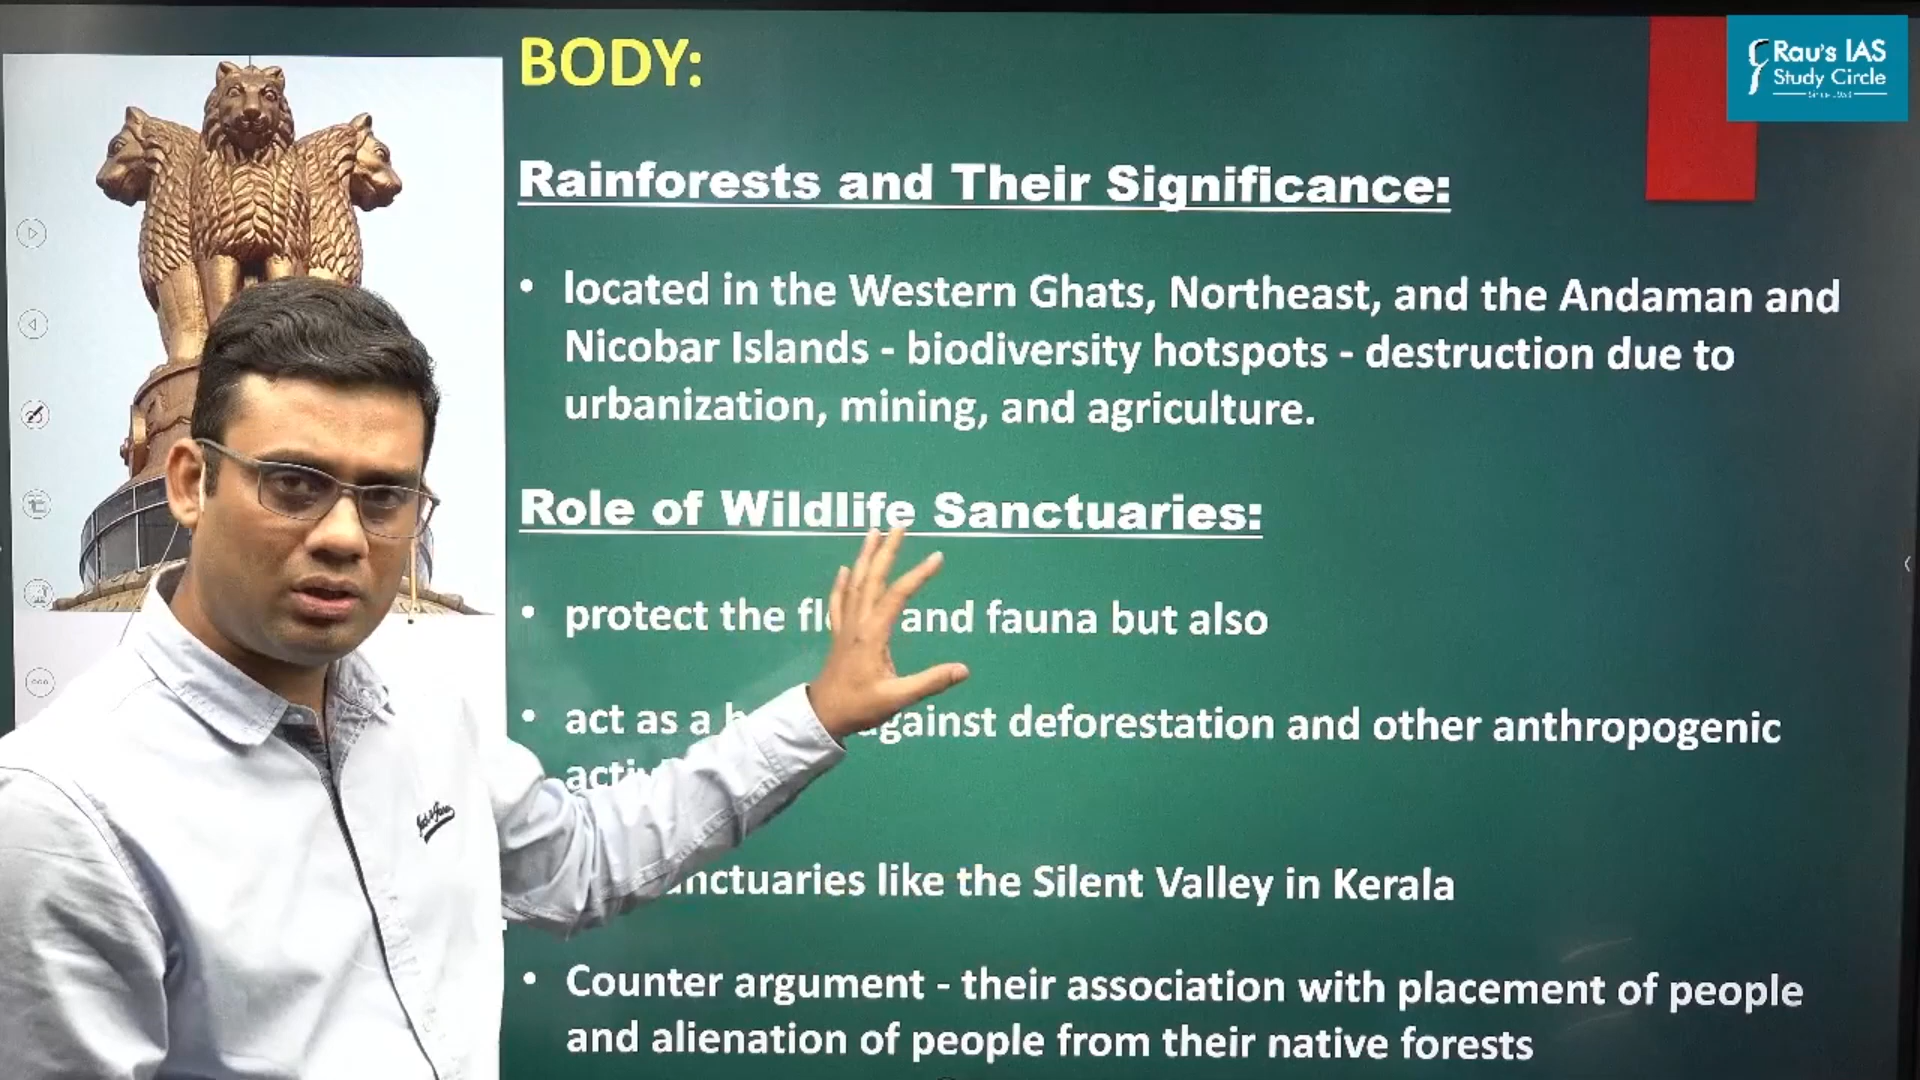 BODY:
Rau's IAS
Study Circle
Since 1953
Rainforests and Their Significance:
• located in the Western Ghats, Northeast, and the Andaman and
Nicobar Islands - biodiversity hotspots - destruction due to
urbanization, mining, and agriculture.
Role of Wildlife Sanctuaries:
• protect the and fauna but also
• act as a against deforestation and other anthropogenic
like the Silent Valley in Kerala
• Counter argument - their association with placement of people
and alienation of people from their native forests